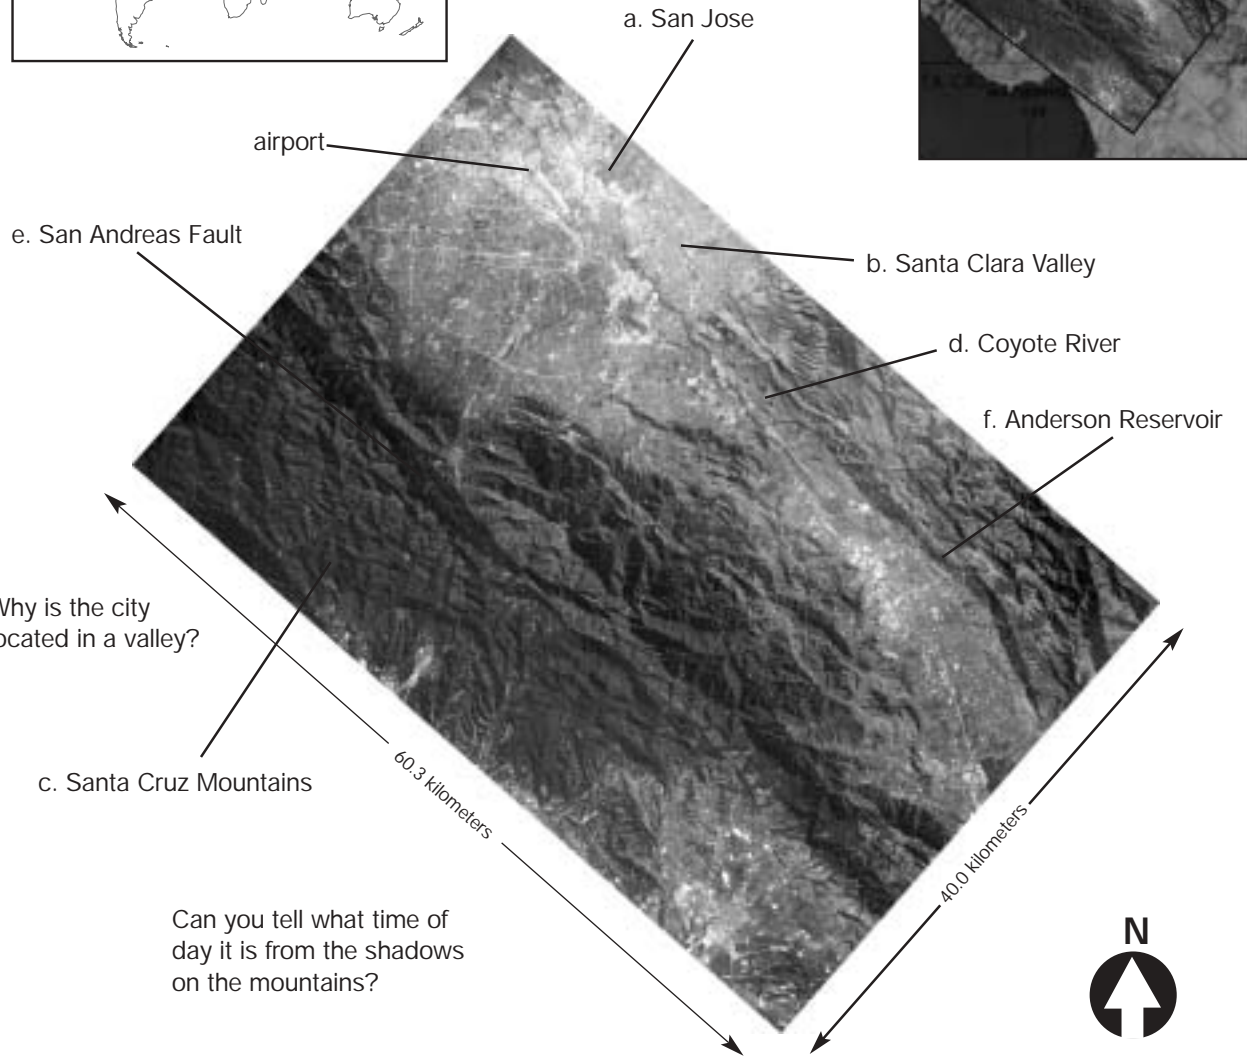 a. San Jose
airport
e. San Andreas Fault
b. Santa Clara Valley
d. Coyote River
f. Anderson Reservoir
Why is the city
located in a valley?
c. Santa Cruz Mountains
60.3 kilometers
40.0 kilometers
Can you tell what time of
day it is from the shadows
on the mountains?
N